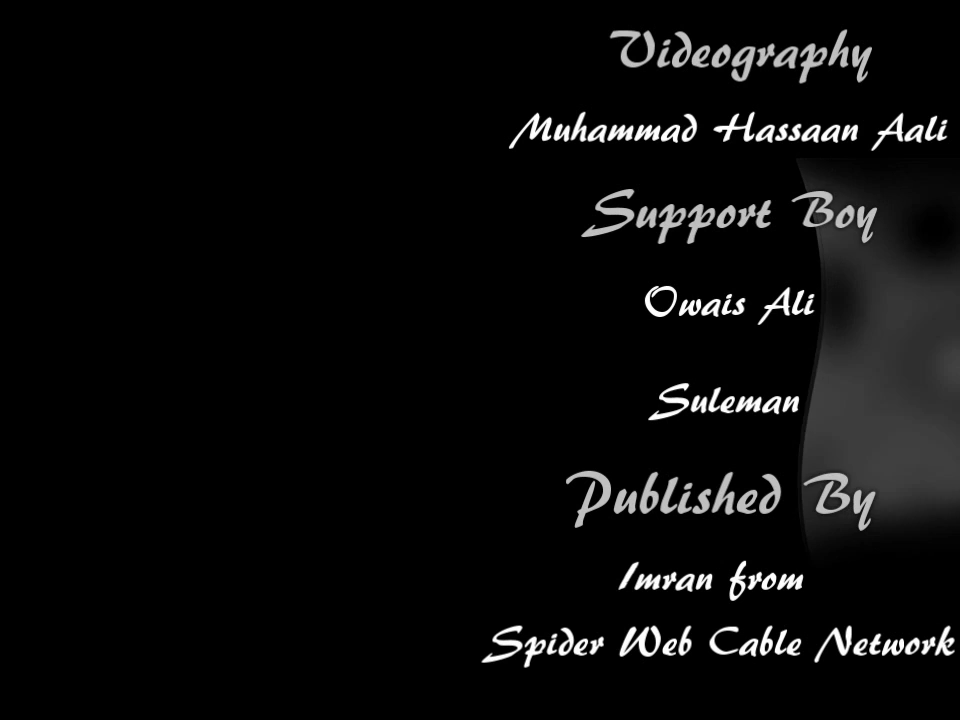 Videography
Muhammad Hassaan Aali
Support Boy
Owais Ali
Suleman
Published By
Imran from
Spider Web Cable Network